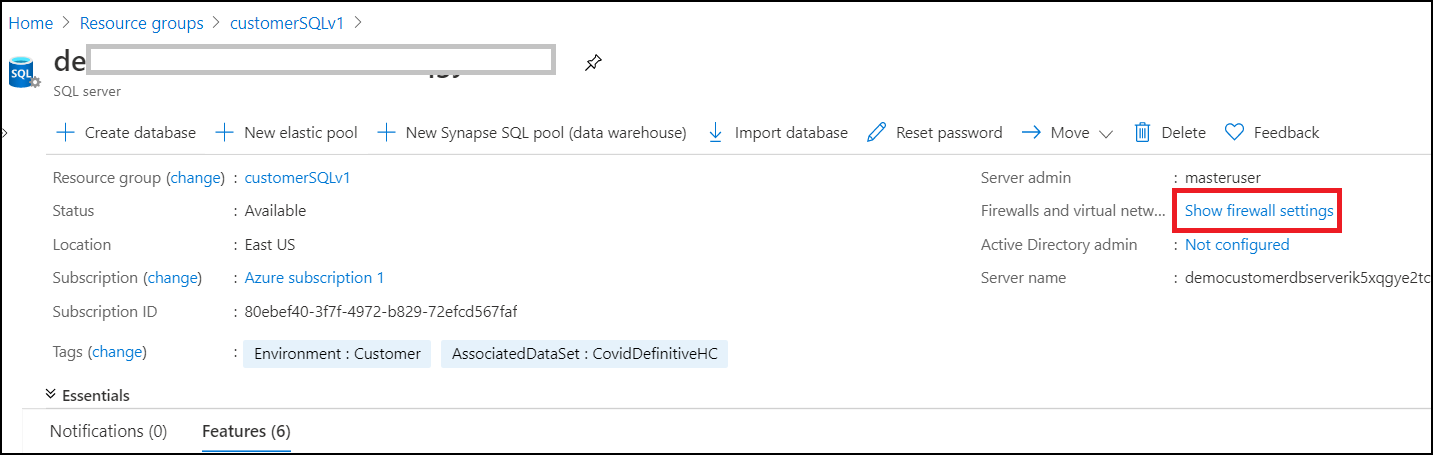 Home > Resource groups > customerSQLv1 >
de
SQL
SQL server
Create database New elastic pool New Synapse SQL pool (data warehouse) Import database Reset password Move Delete Feedback
Resource group (change) : customerSQLv1
Status : Available
Location : East US
Subscription (change) : Azure subscription 1
Subscription ID : 80ebef40-3f7f-4972-b829-72efcd567faf
Tags (change) : Environment : Customer AssociatedDataSet : CovidDefinitiveHC
Server admin : masteruser
Firewalls and virtual netw... : Show firewall settings
Active Directory admin : Not configured
Server name : democustomerdbserverik5xqgye2tc
Essentials
Notifications (0) Features (6)